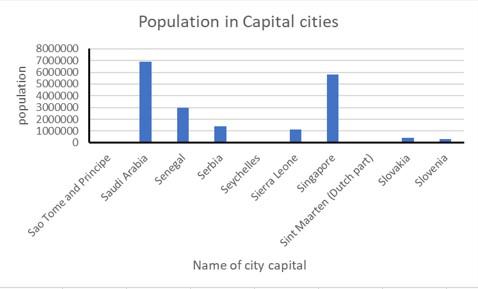 Population in Capital cities
population
8000000
7000000
6000000
5000000
4000000
3000000
2000000
1000000
0
Sao Tome and Principe
Saudi Arabia
Senegal
Serbia
Seychelles
Sierra Leone
Singapore
Sint Maarten (Dutch part)
Slovakia
Slovenia
Name of city capital